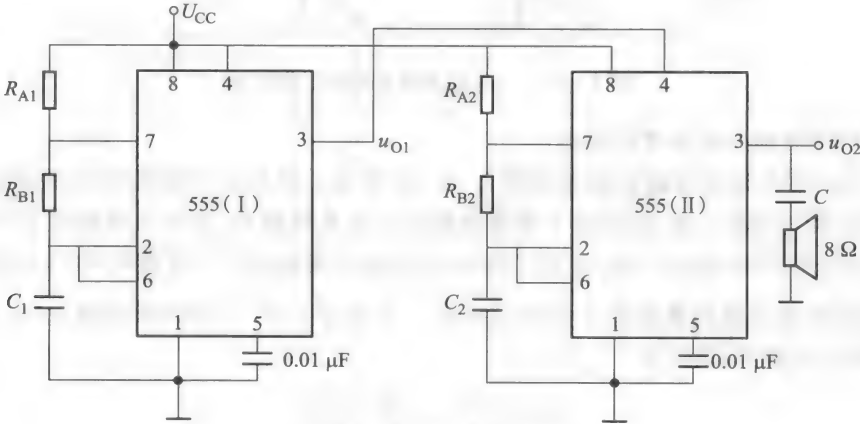 U_CC
8 4
8 4
R_A1
R_A2
7 3 u_O1
7 3 u_O2
R_B1
555(Ⅰ)
R_B2
555(Ⅱ)
C
8 Ω
2
6
2
6
C_1
C_2
1 5
0.01 μF
1 5
0.01 μF